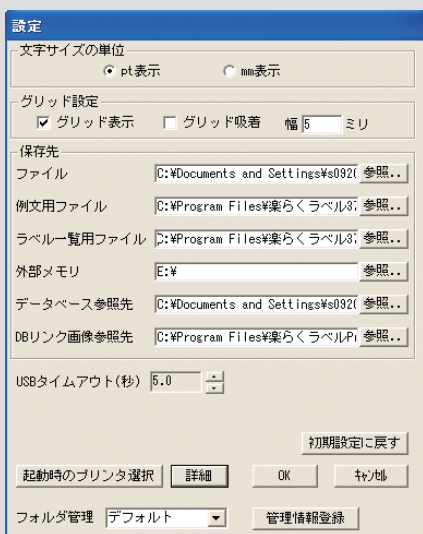 設定
文字サイズの単位
pt表示 mm表示
グリッド設定
グリッド表示 グリッド吸着 幅 5 ミリ
保存先
ファイル C:¥Documents and Settings¥s092( 参照..
例文用ファイル C:¥Program Files¥楽らくラベル3 参照..
ラベル一覧用ファイル C:¥Program Files¥楽らくラベル3 参照..
外部メモリ E:¥ 参照..
データベース参照先 C:¥Documents and Settings¥s092( 参照..
DBリンク画像参照先 C:¥Program Files¥楽らくラベルP 参照..
USBタイムアウト(秒) 5.0
初期設定に戻す
起動時のプリンタ選択 詳細 OK キャンセル
フォルダ管理 デフォルト 管理情報登録